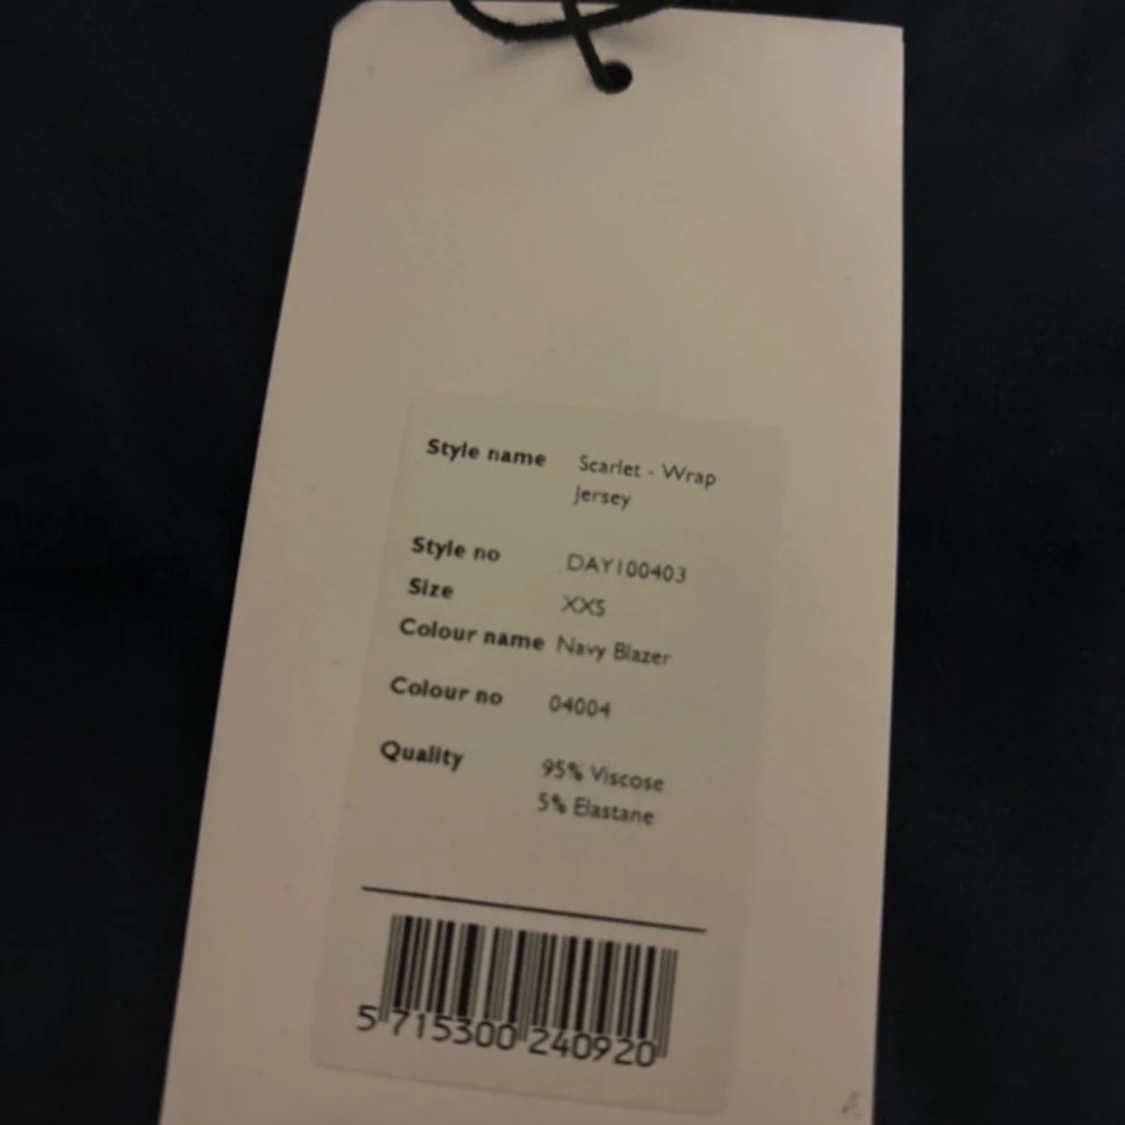 Style name Scarlet - Wrap
Jersey
Style no DAY100403
Size XXS
Colour name Navy Blazer
Colour no 04004
Quality 95% Viscose
5% Elastane
5 715300 240920